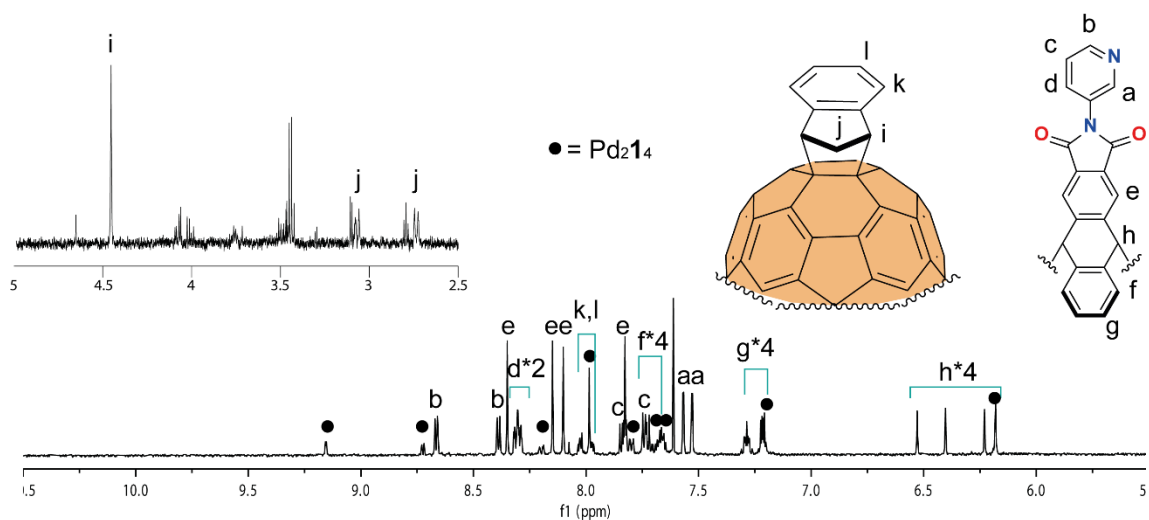 i
j
j
5
4.5
4
3.5
3
2.5
● = Pd₂1₄
l
k
j
i
b
c
N
d
a
O
N
O
e
h
f
g
e
d*2
ee
k,l
e
f*4
g*4
h*4
b
b
c
c
aa
).5
10.0
9.5
9.0
8.5
8.0
7.5
7.0
6.5
6.0
5.
f1 (ppm)